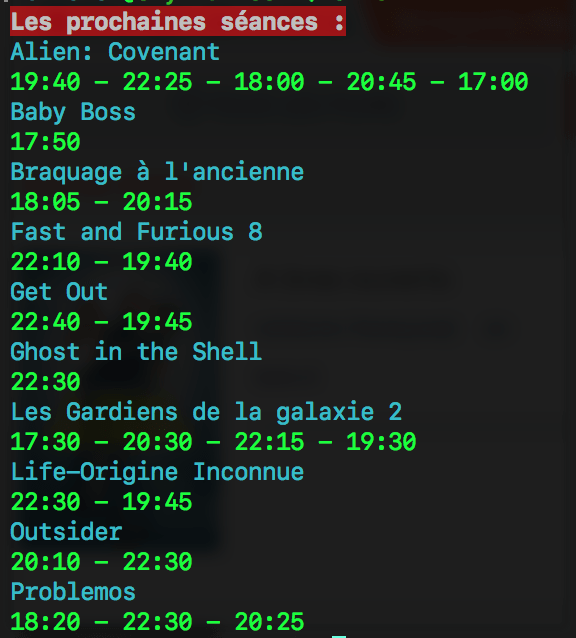 Les prochaines séances :
Alien: Covenant
19:40 — 22:25 — 18:00 — 20:45 — 17:00
Baby Boss
17:50
Braquage à l'ancienne
18:05 — 20:15
Fast and Furious 8
22:10 — 19:40
Get Out
22:40 — 19:45
Ghost in the Shell
22:30
Les Gardiens de la galaxie 2
17:30 — 20:30 — 22:15 — 19:30
Life—Origine Inconnue
22:30 — 19:45
Outsider
20:10 — 22:30
Problemos
18:20 — 22:30 — 20:25